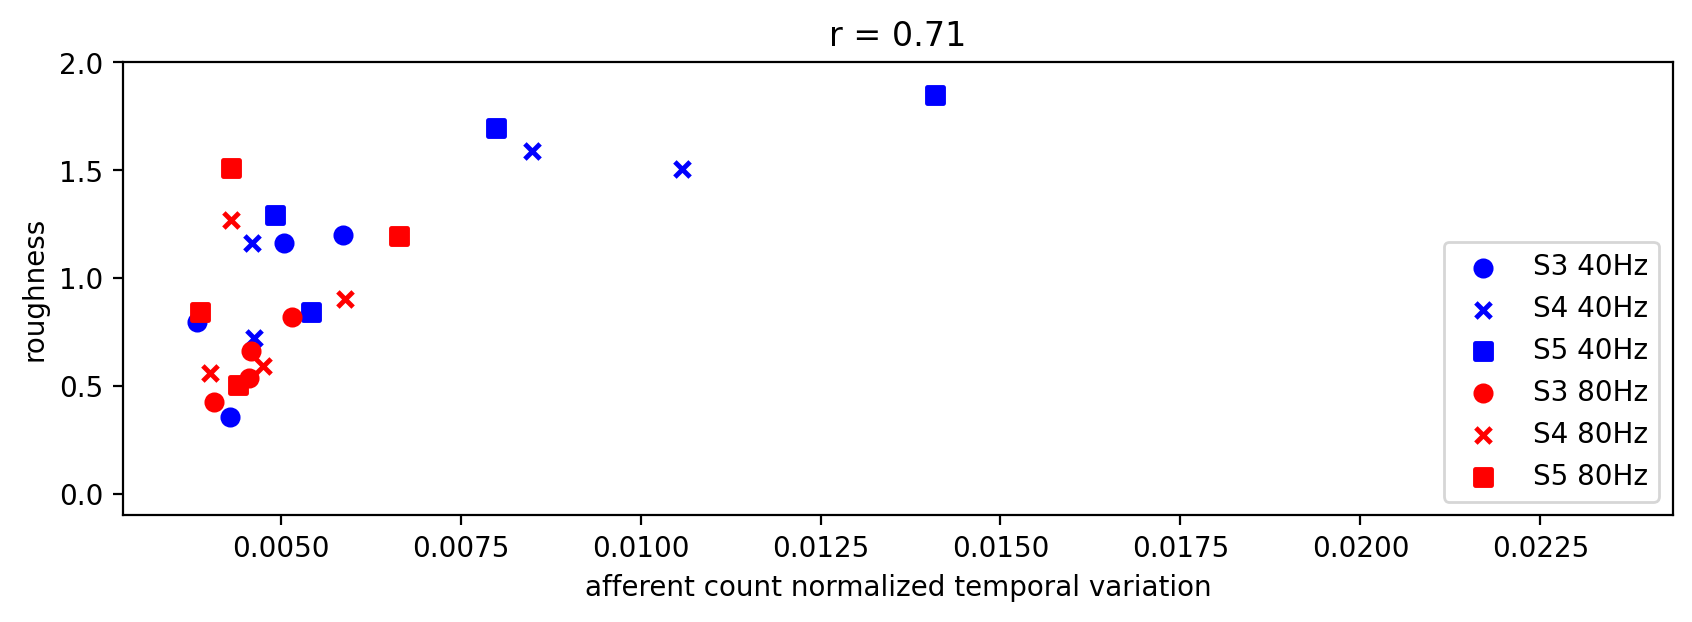 r = 0.71
2.0
1.5
1.0
0.5
0.0
roughness
0.0050 0.0075 0.0100 0.0125 0.0150 0.0175 0.0200 0.0225
afferent count normalized temporal variation
S3 40Hz
S4 40Hz
S5 40Hz
S3 80Hz
S4 80Hz
S5 80Hz